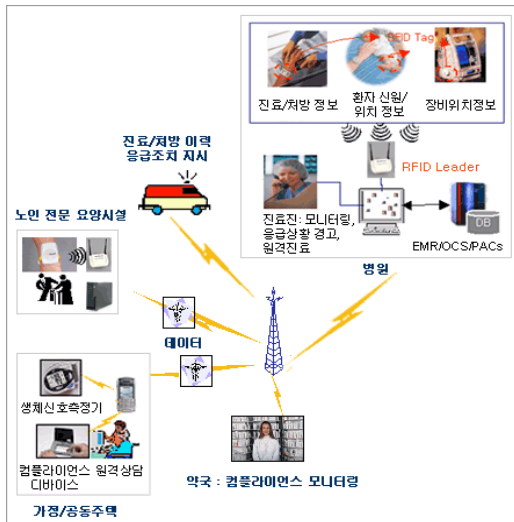 RFID Tag
진료/처방 정보
환자 신원/
위치 정보
장비위치정보
RFID Leader
진료진: 모니터링,
응급상황 경고,
원격진료
DB
EMR/OCS/PACs
병원
진료/처방 이력
응급조치 지시
노인 전문 요양시설
데이터
생체신호측정기
컴플라이언스 원격상담
디바이스
가정/공동주택
약국 : 컴플라이언스 모니터링